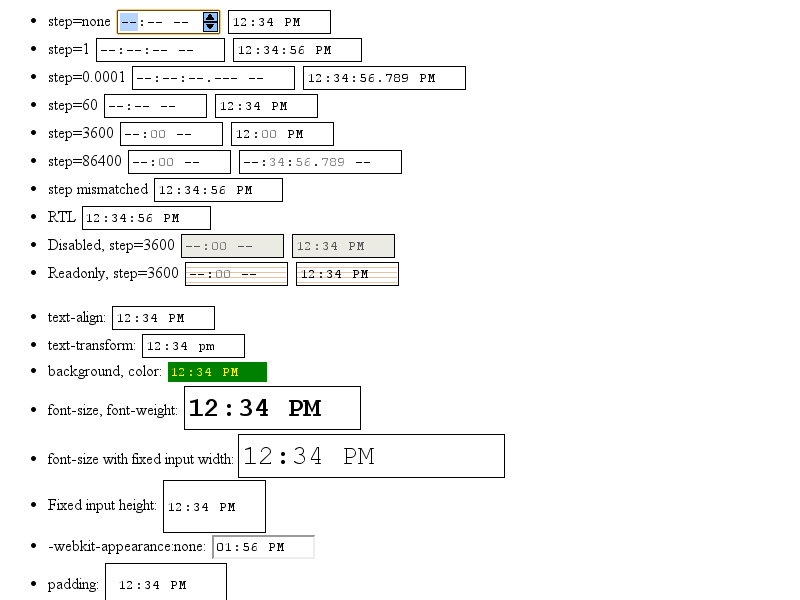 • step=none --:-- -- 12:34 PM
• step=1 --:--:-- -- 12:34:56 PM
• step=0.0001 --:--:--.--- -- 12:34:56.789 PM
• step=60 --:-- -- 12:34 PM
• step=3600 --:00 -- 12:00 PM
• step=86400 --:00 -- --:34:56.789 --
• step mismatched 12:34:56 PM
• RTL 12:34:56 PM
• Disabled, step=3600 --:00 -- 12:34 PM
• Readonly, step=3600 --:00 -- 12:34 PM
• text-align: 12:34 PM
• text-transform: 12:34 pm
• background, color: 12:34 PM
• font-size, font-weight: 12:34 PM
• font-size with fixed input width: 12:34 PM
• Fixed input height: 12:34 PM
• -webkit-appearance:none: 01:56 PM
• padding: 12:34 PM